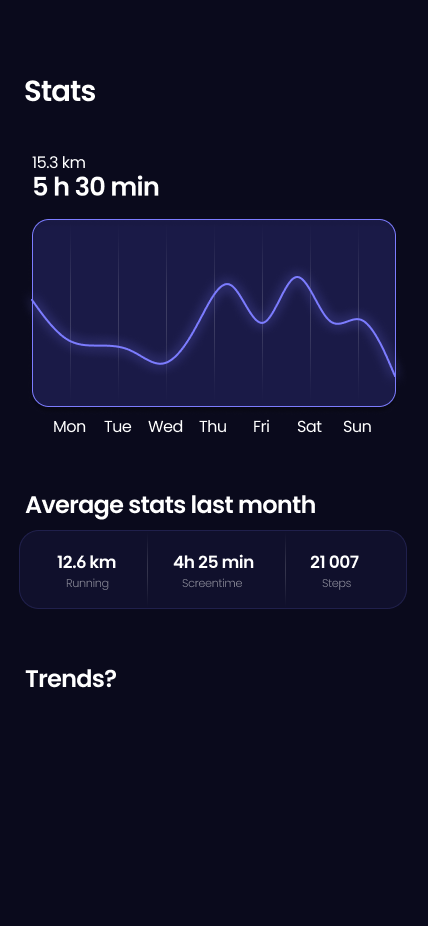 Stats
15.3 km
5 h 30 min
Mon Tue Wed Thu Fri Sat Sun
Average stats last month
12.6 km 4h 25 min 21 007
Running Screentime Steps
Trends?